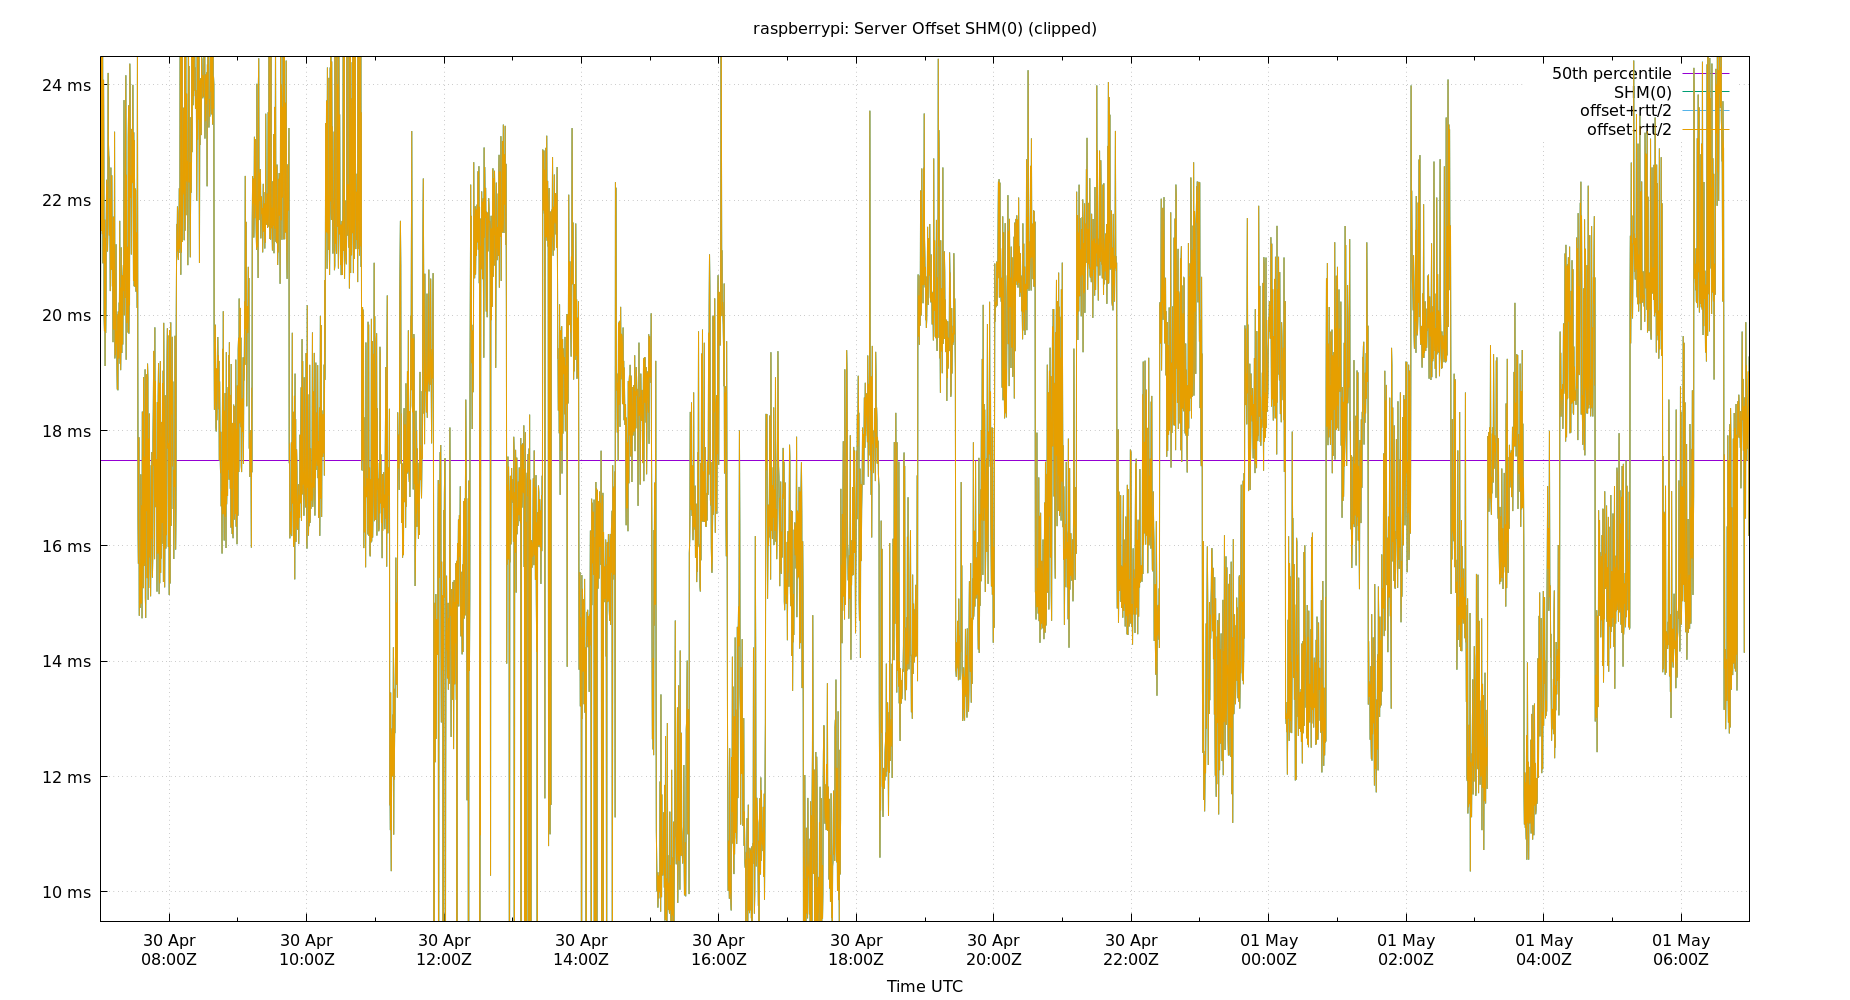 raspberrypi: Server Offset SHM(0) (clipped)
50th percentile
SHM(0)
offset+rtt/2
offset-rtt/2
24 ms
22 ms
20 ms
18 ms
16 ms
14 ms
12 ms
10 ms
30 Apr 30 Apr 30 Apr 30 Apr 30 Apr 30 Apr 30 Apr 30 Apr 01 May 01 May 01 May 01 May
08:00Z 10:00Z 12:00Z 14:00Z 16:00Z 18:00Z 20:00Z 22:00Z 00:00Z 02:00Z 04:00Z 06:00Z
Time UTC